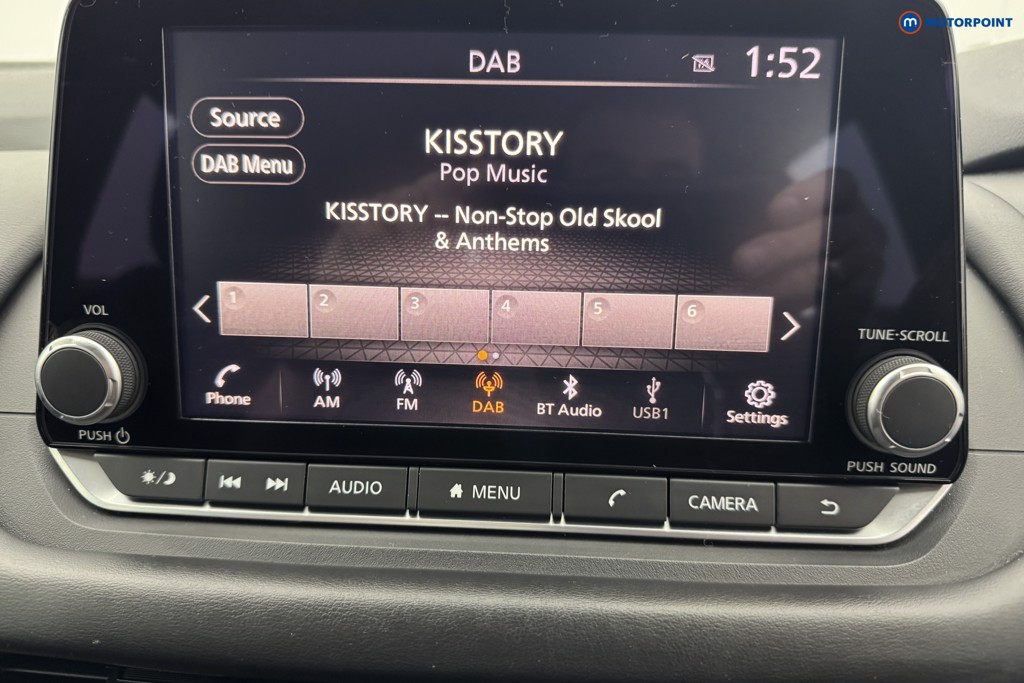 MOTORPOINT
DAB
TA
1:52
Source
DAB Menu
KISSTORY
Pop Music
KISSTORY -- Non-Stop Old Skool
& Anthems
1 2 3 4 5 6
Phone
AM
FM
DAB
BT Audio
USB1
Settings
VOL
PUSH
TUNE·SCROLL
PUSH SOUND
AUDIO
MENU
CAMERA